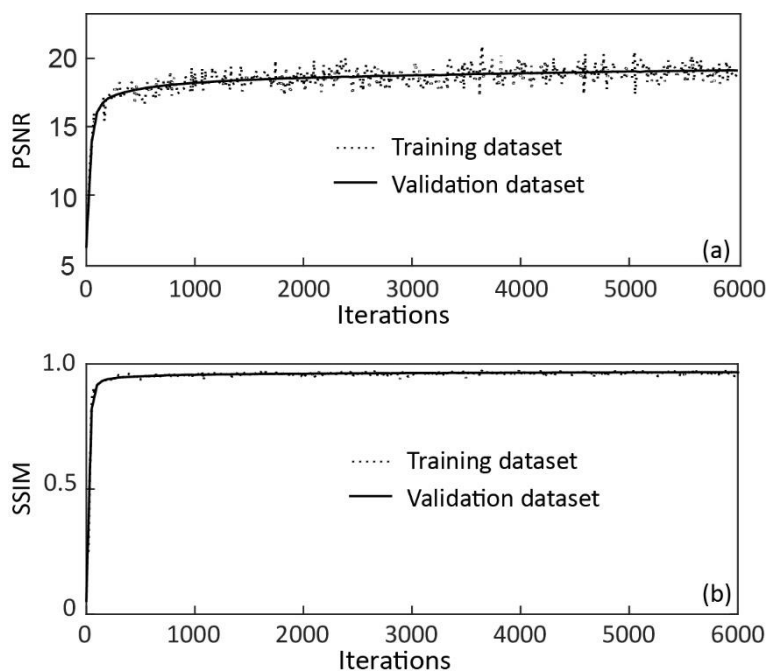 20
15
10
5
PSNR
Training dataset
Validation dataset
(a)
0 1000 2000 3000 4000 5000 6000
Iterations
1.0
0.5
0
SSIM
Training dataset
Validation dataset
(b)
0 1000 2000 3000 4000 5000 6000
Iterations